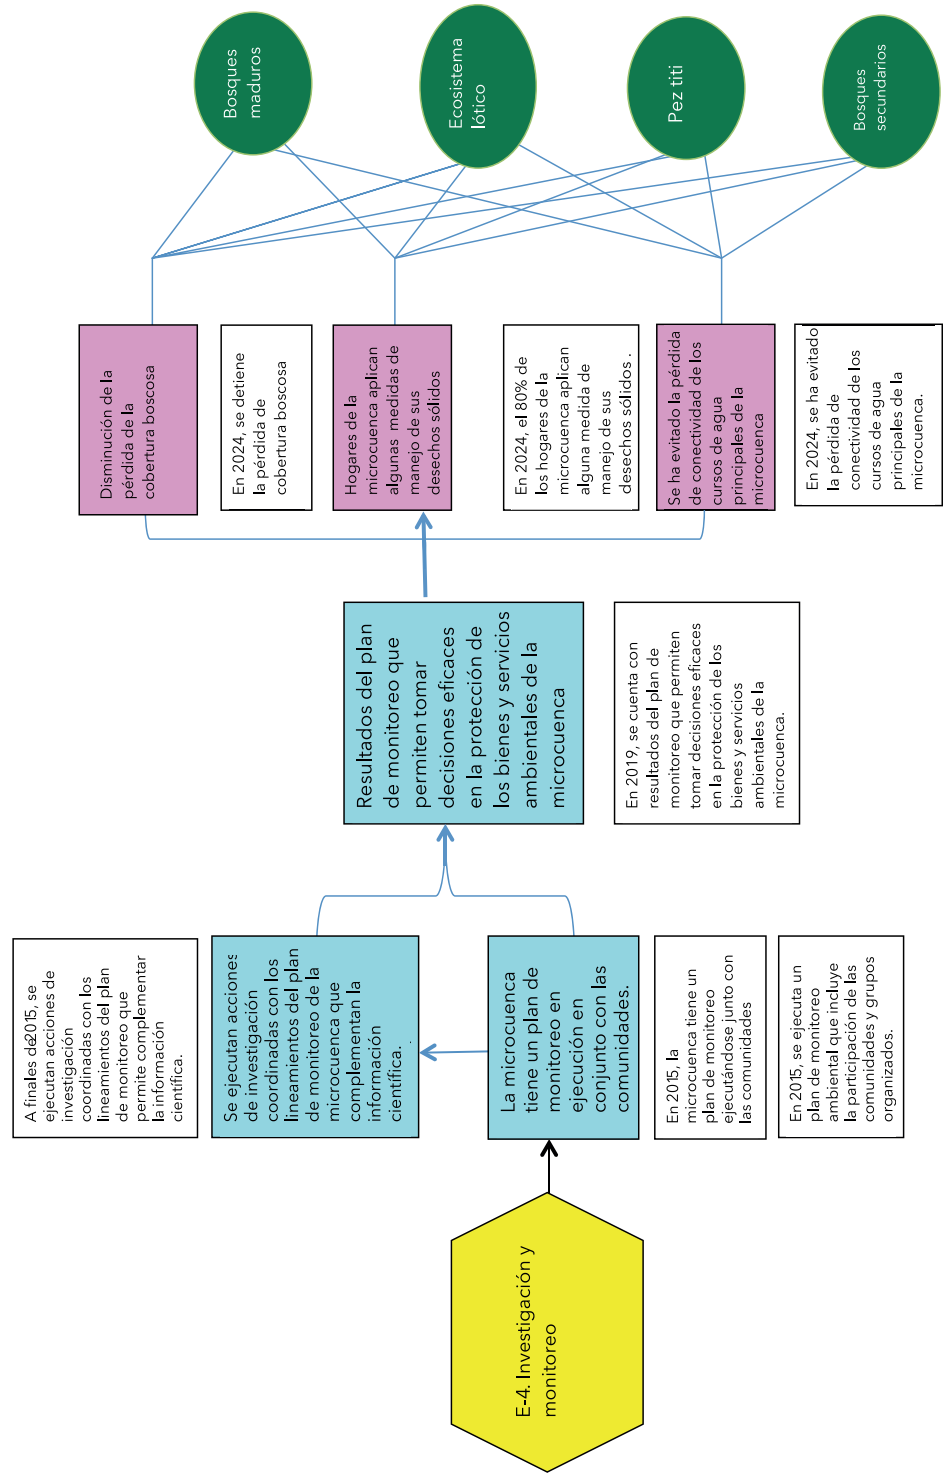 E-4. Investigación y
monitoreo
A finales de 2015, se
ejecutan acciones de
investigación
coordinadas con los
lineamientos del plan
de monitoreo que
permite complementar
la información
científica.
Se ejecutan acciones
de investigación
coordinadas con los
lineamientos del plan
de monitoreo de la
microcuenca que
complementan la
información
científica.
La microcuenca
tiene un plan de
monitoreo en
ejecución en
conjunto con las
comunidades.
En 2015, la
microcuenca tiene un
plan de monitoreo
ejecutándose junto con
las comunidades
En 2015, se ejecuta un
plan de monitoreo
ambiental que incluye
la participación de las
comunidades y grupos
organizados.
Resultados del plan
de monitoreo que
permiten tomar
decisiones eficaces
en la protección de
los bienes y servicios
ambientales de la
microcuenca
En 2019, se cuenta con
resultados del plan de
monitoreo que permiten
tomar decisiones eficaces
en la protección de los
bienes y servicios
ambientales de la
microcuenca.
Disminución de la
pérdida de la
cobertura boscosa
En 2024, se detiene
la pérdida de
cobertura boscosa
Hogares de la
microcuenca aplican
algunas medidas de
manejo de sus
desechos sólidos
En 2024, el 80% de
los hogares de la
microcuenca aplican
alguna medida de
manejo de sus
desechos sólidos .
Se ha evitado la pérdida
de conectividad de los
cursos de agua
principales de la
microcuenca
En 2024, se ha evitado
la pérdida de
conectividad de los
cursos de agua
principales de la
microcuenca.
Bosques
maduros
Ecosistema
lótico
Pez titi
Bosques
secundarios